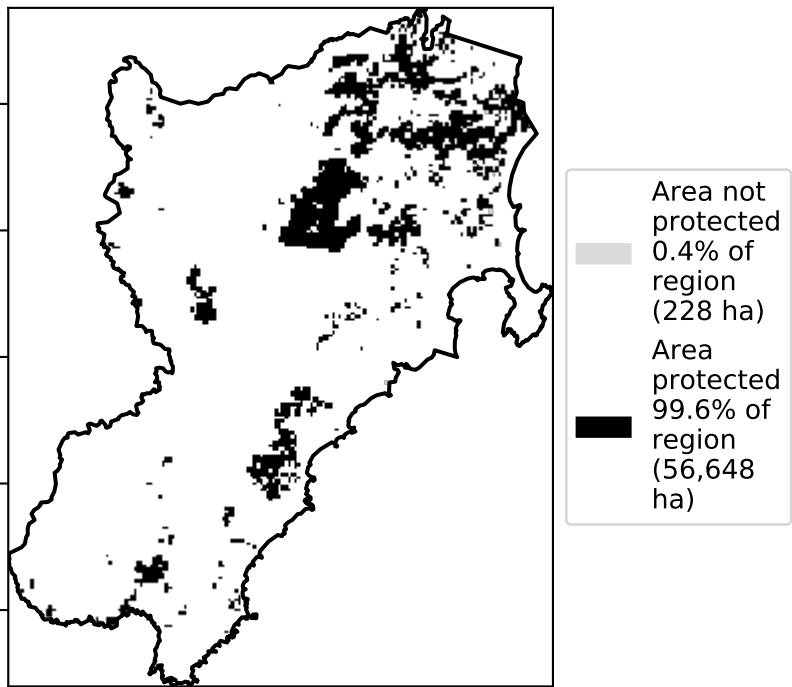 Area not
protected
0.4% of
region
(228 ha)
Area
protected
99.6% of
region
(56,648
ha)